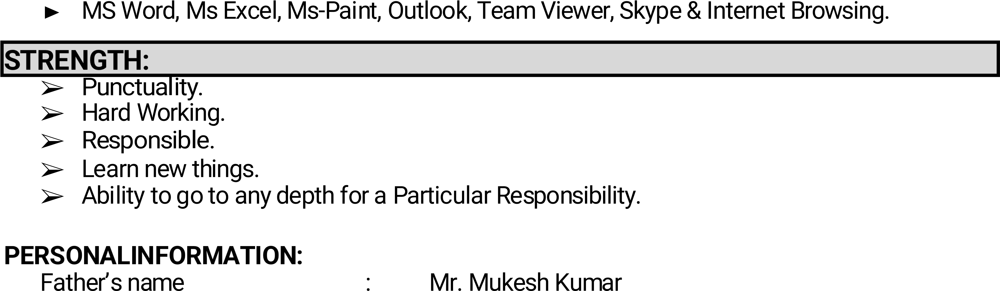 ► MS Word, Ms Excel, Ms-Paint, Outlook, Team Viewer, Skype & Internet Browsing.
STRENGTH:
➢ Punctuality.
➢ Hard Working.
➢ Responsible.
➢ Learn new things.
➢ Ability to go to any depth for a Particular Responsibility.
PERSONALINFORMATION:
Father’s name : Mr. Mukesh Kumar